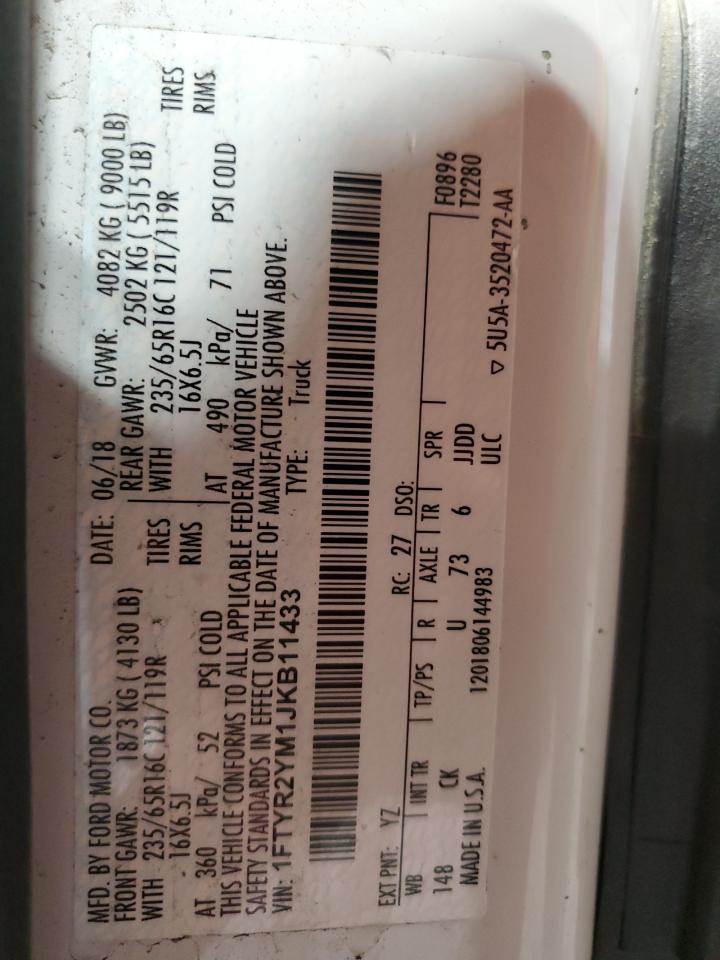 MFD. BY FORD MOTOR CO. DATE: 06/18 GVWR: 4082 KG ( 9000 LB)
FRONT GAWR: 1873 KG ( 4130 LB) REAR GAWR: 2502 KG ( 5515 LB)
WITH 235/65R16C 121/119R TIRES WITH 235/65R16C 121/119R TIRES
16X6.5J RIMS 16X6.5J RIMS
AT 360 kPa/ 52 PSI COLD AT 490 kPa/ 71 PSI COLD
THIS VEHICLE CONFORMS TO ALL APPLICABLE FEDERAL MOTOR VEHICLE
SAFETY STANDARDS IN EFFECT ON THE DATE OF MANUFACTURE SHOWN ABOVE.
VIN: 1FTYR2YM1JKB11433 TYPE: Truck
EXT PNT: YZ RC: 27 DSO: F0896
WB INT TR TP/PS R AXLE TR SPR T2280
148 CK U 73 6 JJDD
MADE IN U.S.A. 1201806144983 ULC
▽ 5U5A-3520472-AA